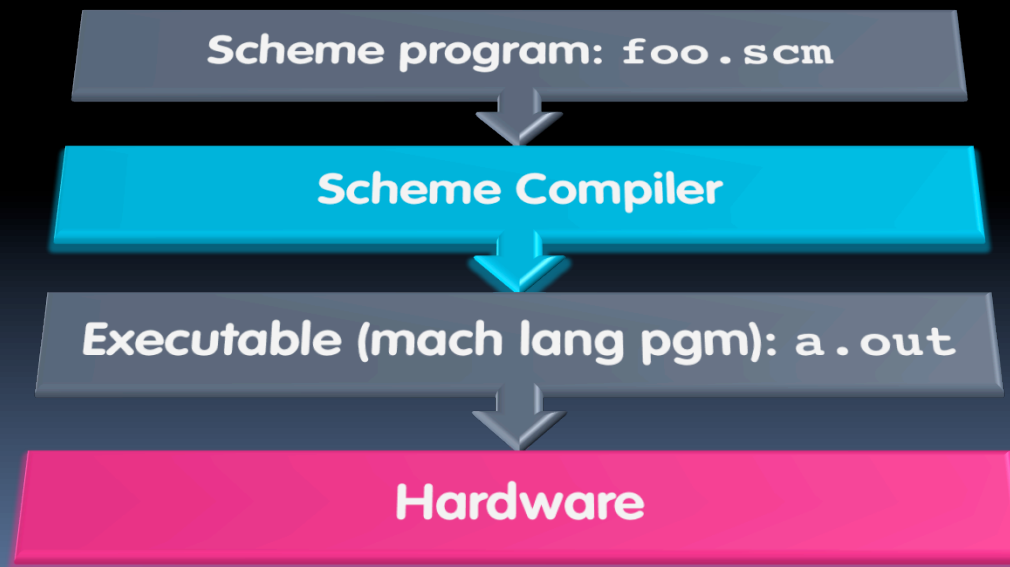 Scheme program: foo.scm
Scheme Compiler
Executable (mach lang pgm): a.out
Hardware